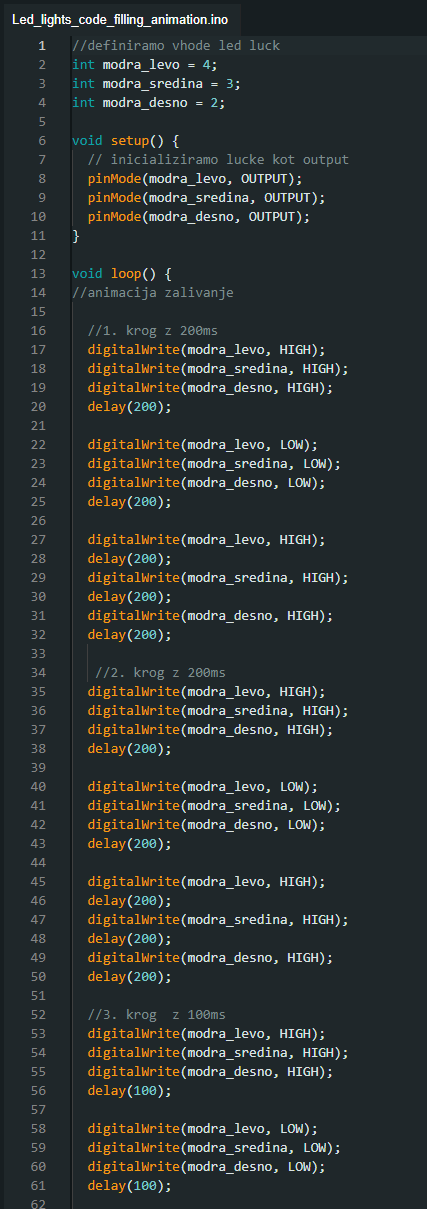 Led_lights_code_filling_animation.ino
1 //definiramo vhode led luck
2 int modra_levo = 4;
3 int modra_sredina = 3;
4 int modra_desno = 2;
5
6 void setup() {
7   // inicializiramo lucke kot output
8   pinMode(modra_levo, OUTPUT);
9   pinMode(modra_sredina, OUTPUT);
10   pinMode(modra_desno, OUTPUT);
11 }
12
13 void loop() {
14 //animacija zalivanje
15
16   //1. krog z 200ms
17   digitalWrite(modra_levo, HIGH);
18   digitalWrite(modra_sredina, HIGH);
19   digitalWrite(modra_desno, HIGH);
20   delay(200);
21
22   digitalWrite(modra_levo, LOW);
23   digitalWrite(modra_sredina, LOW);
24   digitalWrite(modra_desno, LOW);
25   delay(200);
26
27   digitalWrite(modra_levo, HIGH);
28   delay(200);
29   digitalWrite(modra_sredina, HIGH);
30   delay(200);
31   digitalWrite(modra_desno, HIGH);
32   delay(200);
33
34    //2. krog z 200ms
35   digitalWrite(modra_levo, HIGH);
36   digitalWrite(modra_sredina, HIGH);
37   digitalWrite(modra_desno, HIGH);
38   delay(200);
39
40   digitalWrite(modra_levo, LOW);
41   digitalWrite(modra_sredina, LOW);
42   digitalWrite(modra_desno, LOW);
43   delay(200);
44
45   digitalWrite(modra_levo, HIGH);
46   delay(200);
47   digitalWrite(modra_sredina, HIGH);
48   delay(200);
49   digitalWrite(modra_desno, HIGH);
50   delay(200);
51
52   //3. krog  z 100ms
53   digitalWrite(modra_levo, HIGH);
54   digitalWrite(modra_sredina, HIGH);
55   digitalWrite(modra_desno, HIGH);
56   delay(100);
57
58   digitalWrite(modra_levo, LOW);
59   digitalWrite(modra_sredina, LOW);
60   digitalWrite(modra_desno, LOW);
61   delay(100);
62